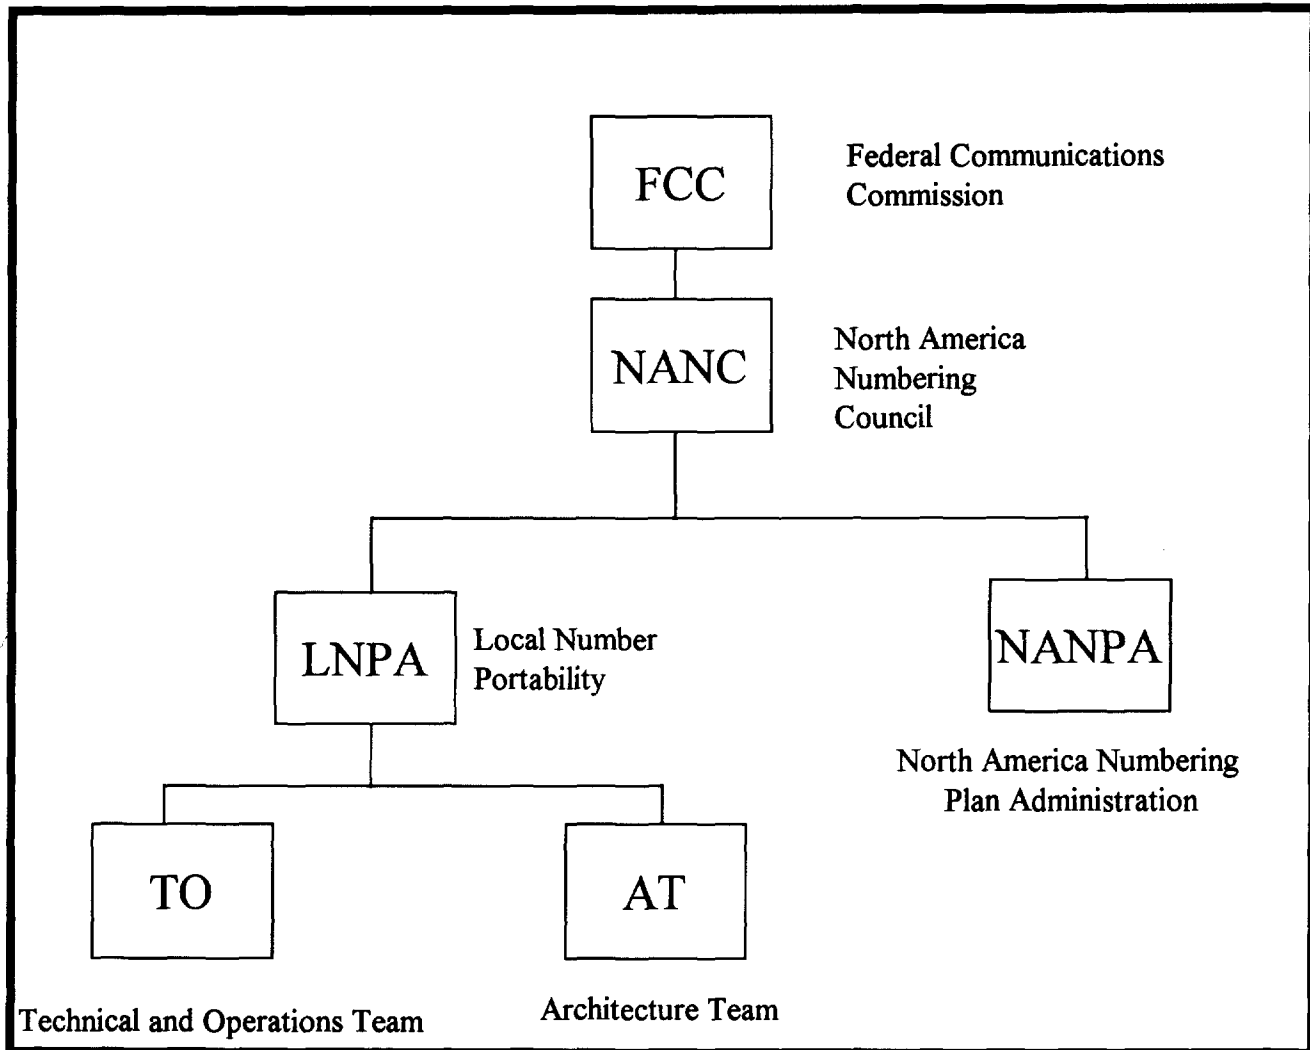 FCC
Federal Communications
Commission
NANC
North America
Numbering
Council
LNPA
Local Number
Portability
NANPA
North America Numbering
Plan Administration
TO
AT
Technical and Operations Team
Architecture Team